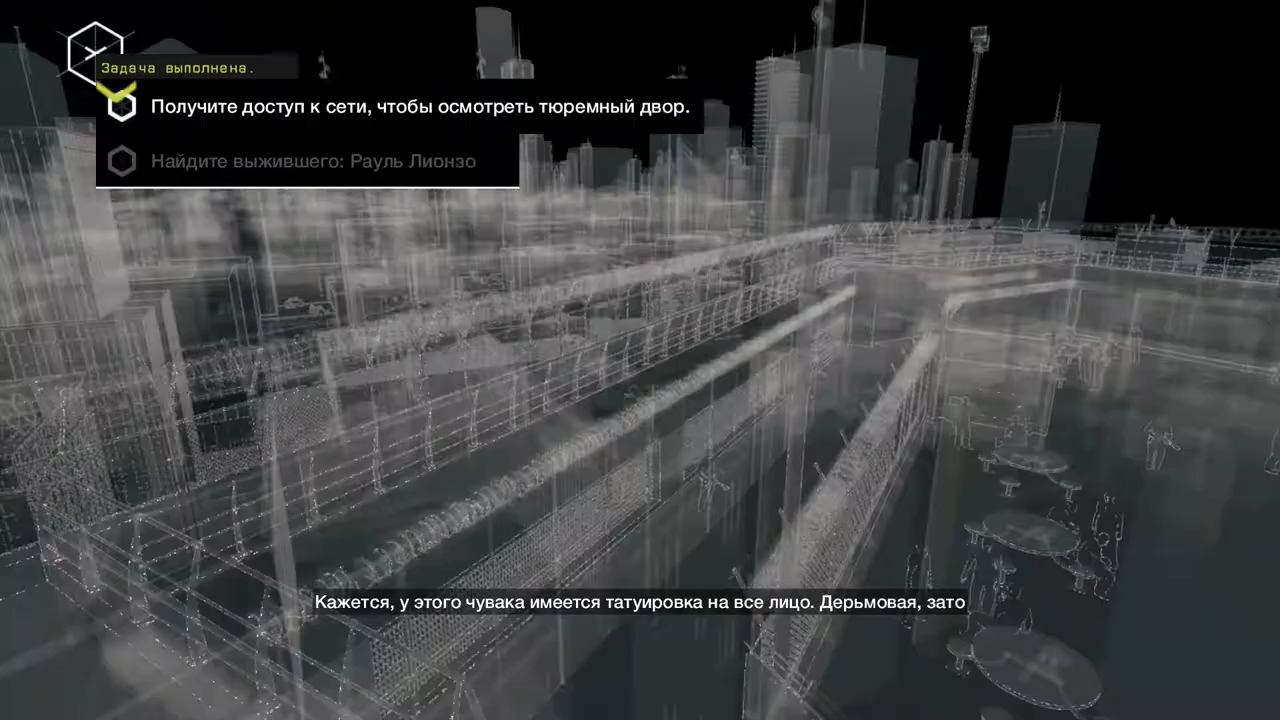 Задача выполнена.
Получите доступ к сети, чтобы осмотреть тюремный двор.
Найдите выжившего: Рауль Лионзо
Кажется, у этого чувака имеется татуировка на все лицо. Дерьмовая, зато